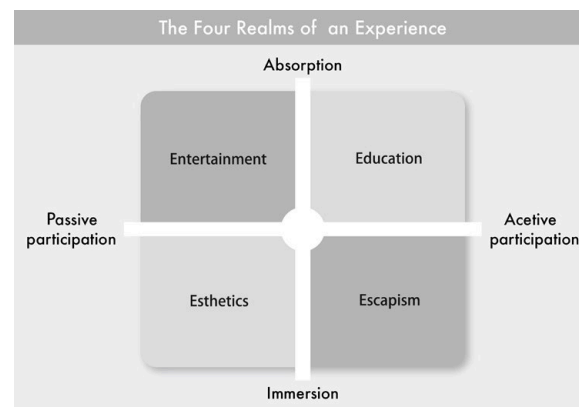 The Four Realms of an Experience
Absorption
Entertainment
Education
Passive
participation
Acetive
participation
Esthetics
Escapism
Immersion